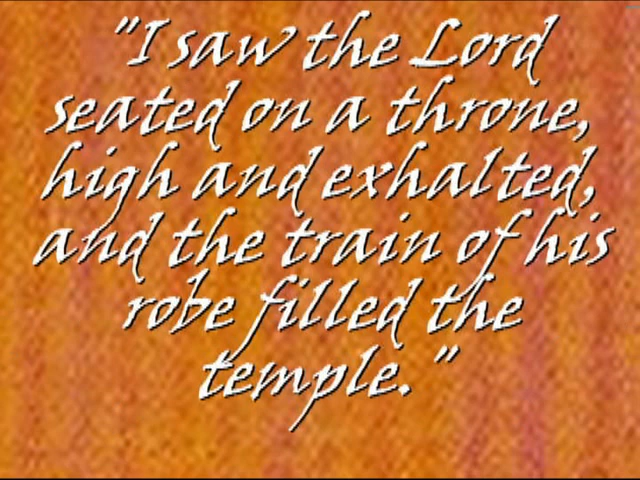 "I saw the Lord
seated on a throne,
high and exhalted,
and the train of his
robe filled the
temple."